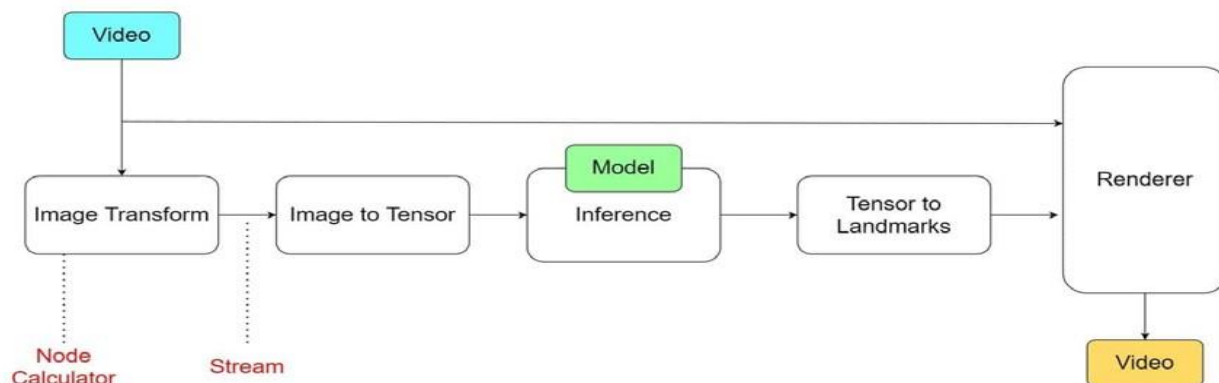 Video
Image Transform
Image to Tensor
Model
Inference
Tensor to
Landmarks
Renderer
Node
Calculator
Stream
Video